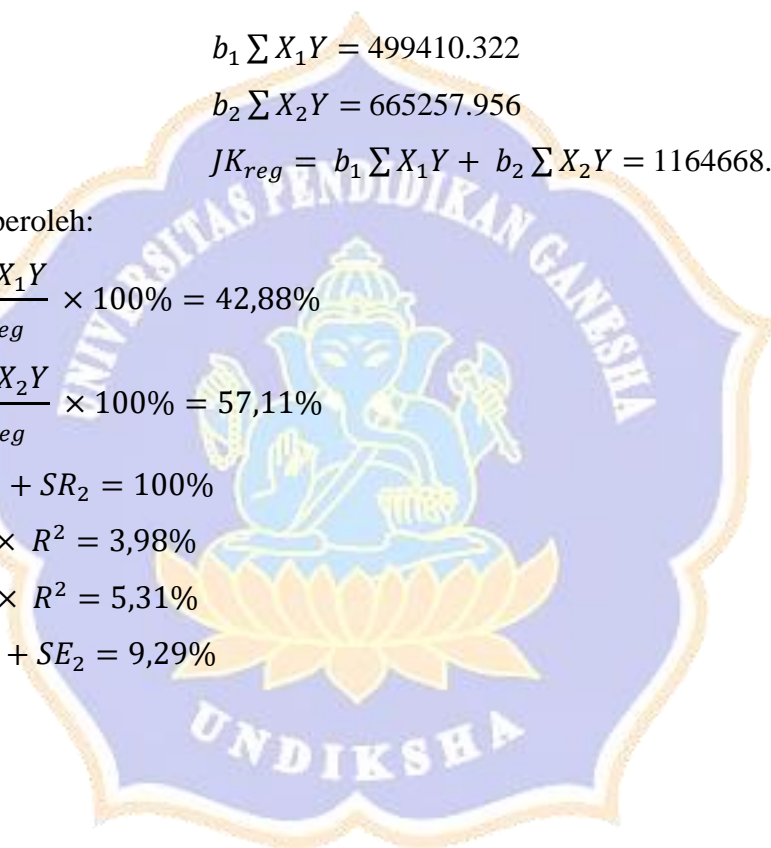 b₁ ∑ X₁Y = 499410.322
b₂ ∑ X₂Y = 665257.956
JK_reg = b₁ ∑ X₁Y + b₂ ∑ X₂Y = 1164668.
peroleh:
X₁Y / eg × 100% = 42,88%
X₂Y / eg × 100% = 57,11%
+ SR₂ = 100%
× R² = 3,98%
× R² = 5,31%
+ SE₂ = 9,29%
UNIVERSITAS PENDIDIKAN GANESHA
UNDIKSHA